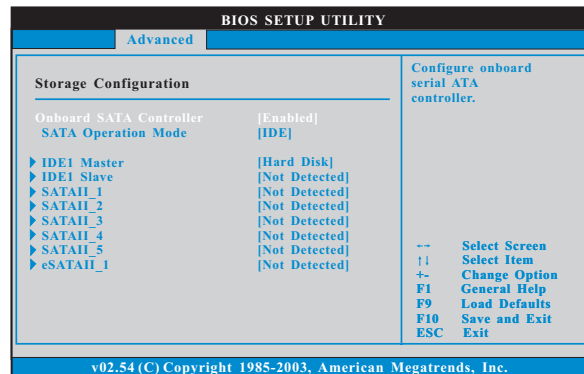 BIOS SETUP UTILITY
Advanced
Storage Configuration
Onboard SATA Controller [Enabled]
SATA Operation Mode [IDE]
IDE1 Master [Hard Disk]
IDE1 Slave [Not Detected]
SATAII_1 [Not Detected]
SATAII_2 [Not Detected]
SATAII_3 [Not Detected]
SATAII_4 [Not Detected]
SATAII_5 [Not Detected]
eSATAII_1 [Not Detected]
Configure onboard
serial ATA
controller.
←→ Select Screen
↑↓ Select Item
+- Change Option
F1 General Help
F9 Load Defaults
F10 Save and Exit
ESC Exit
v02.54 (C) Copyright 1985-2003, American Megatrends, Inc.